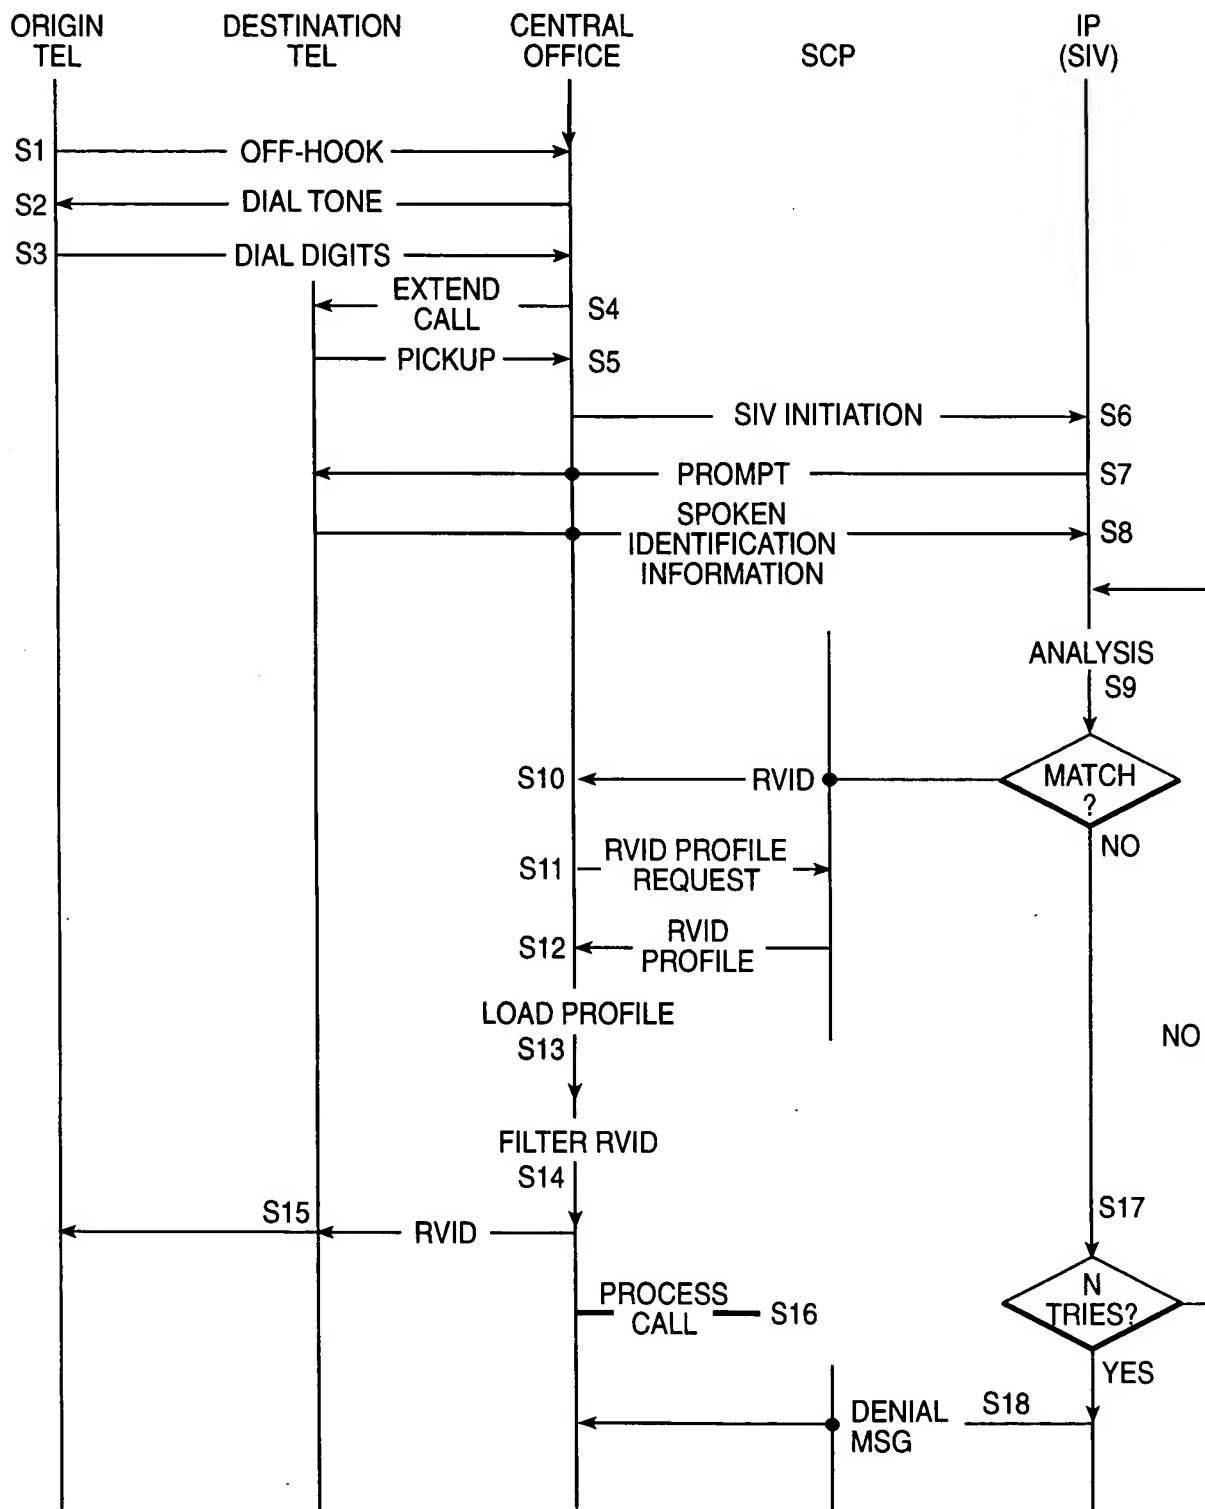 ORIGIN
TEL
DESTINATION
TEL
CENTRAL
OFFICE
SCP
IP
(SIV)
S1
OFF-HOOK
S2
DIAL TONE
S3
DIAL DIGITS
EXTEND
CALL
S4
PICKUP
S5
SIV INITIATION
S6
PROMPT
S7
SPOKEN
IDENTIFICATION
INFORMATION
S8
ANALYSIS
S9
S10
RVID
MATCH
?
NO
S11
RVID PROFILE
REQUEST
S12
RVID
PROFILE
LOAD PROFILE
S13
NO
FILTER RVID
S14
S15
RVID
S17
PROCESS
CALL
S16
N
TRIES?
YES
DENIAL
MSG
S18